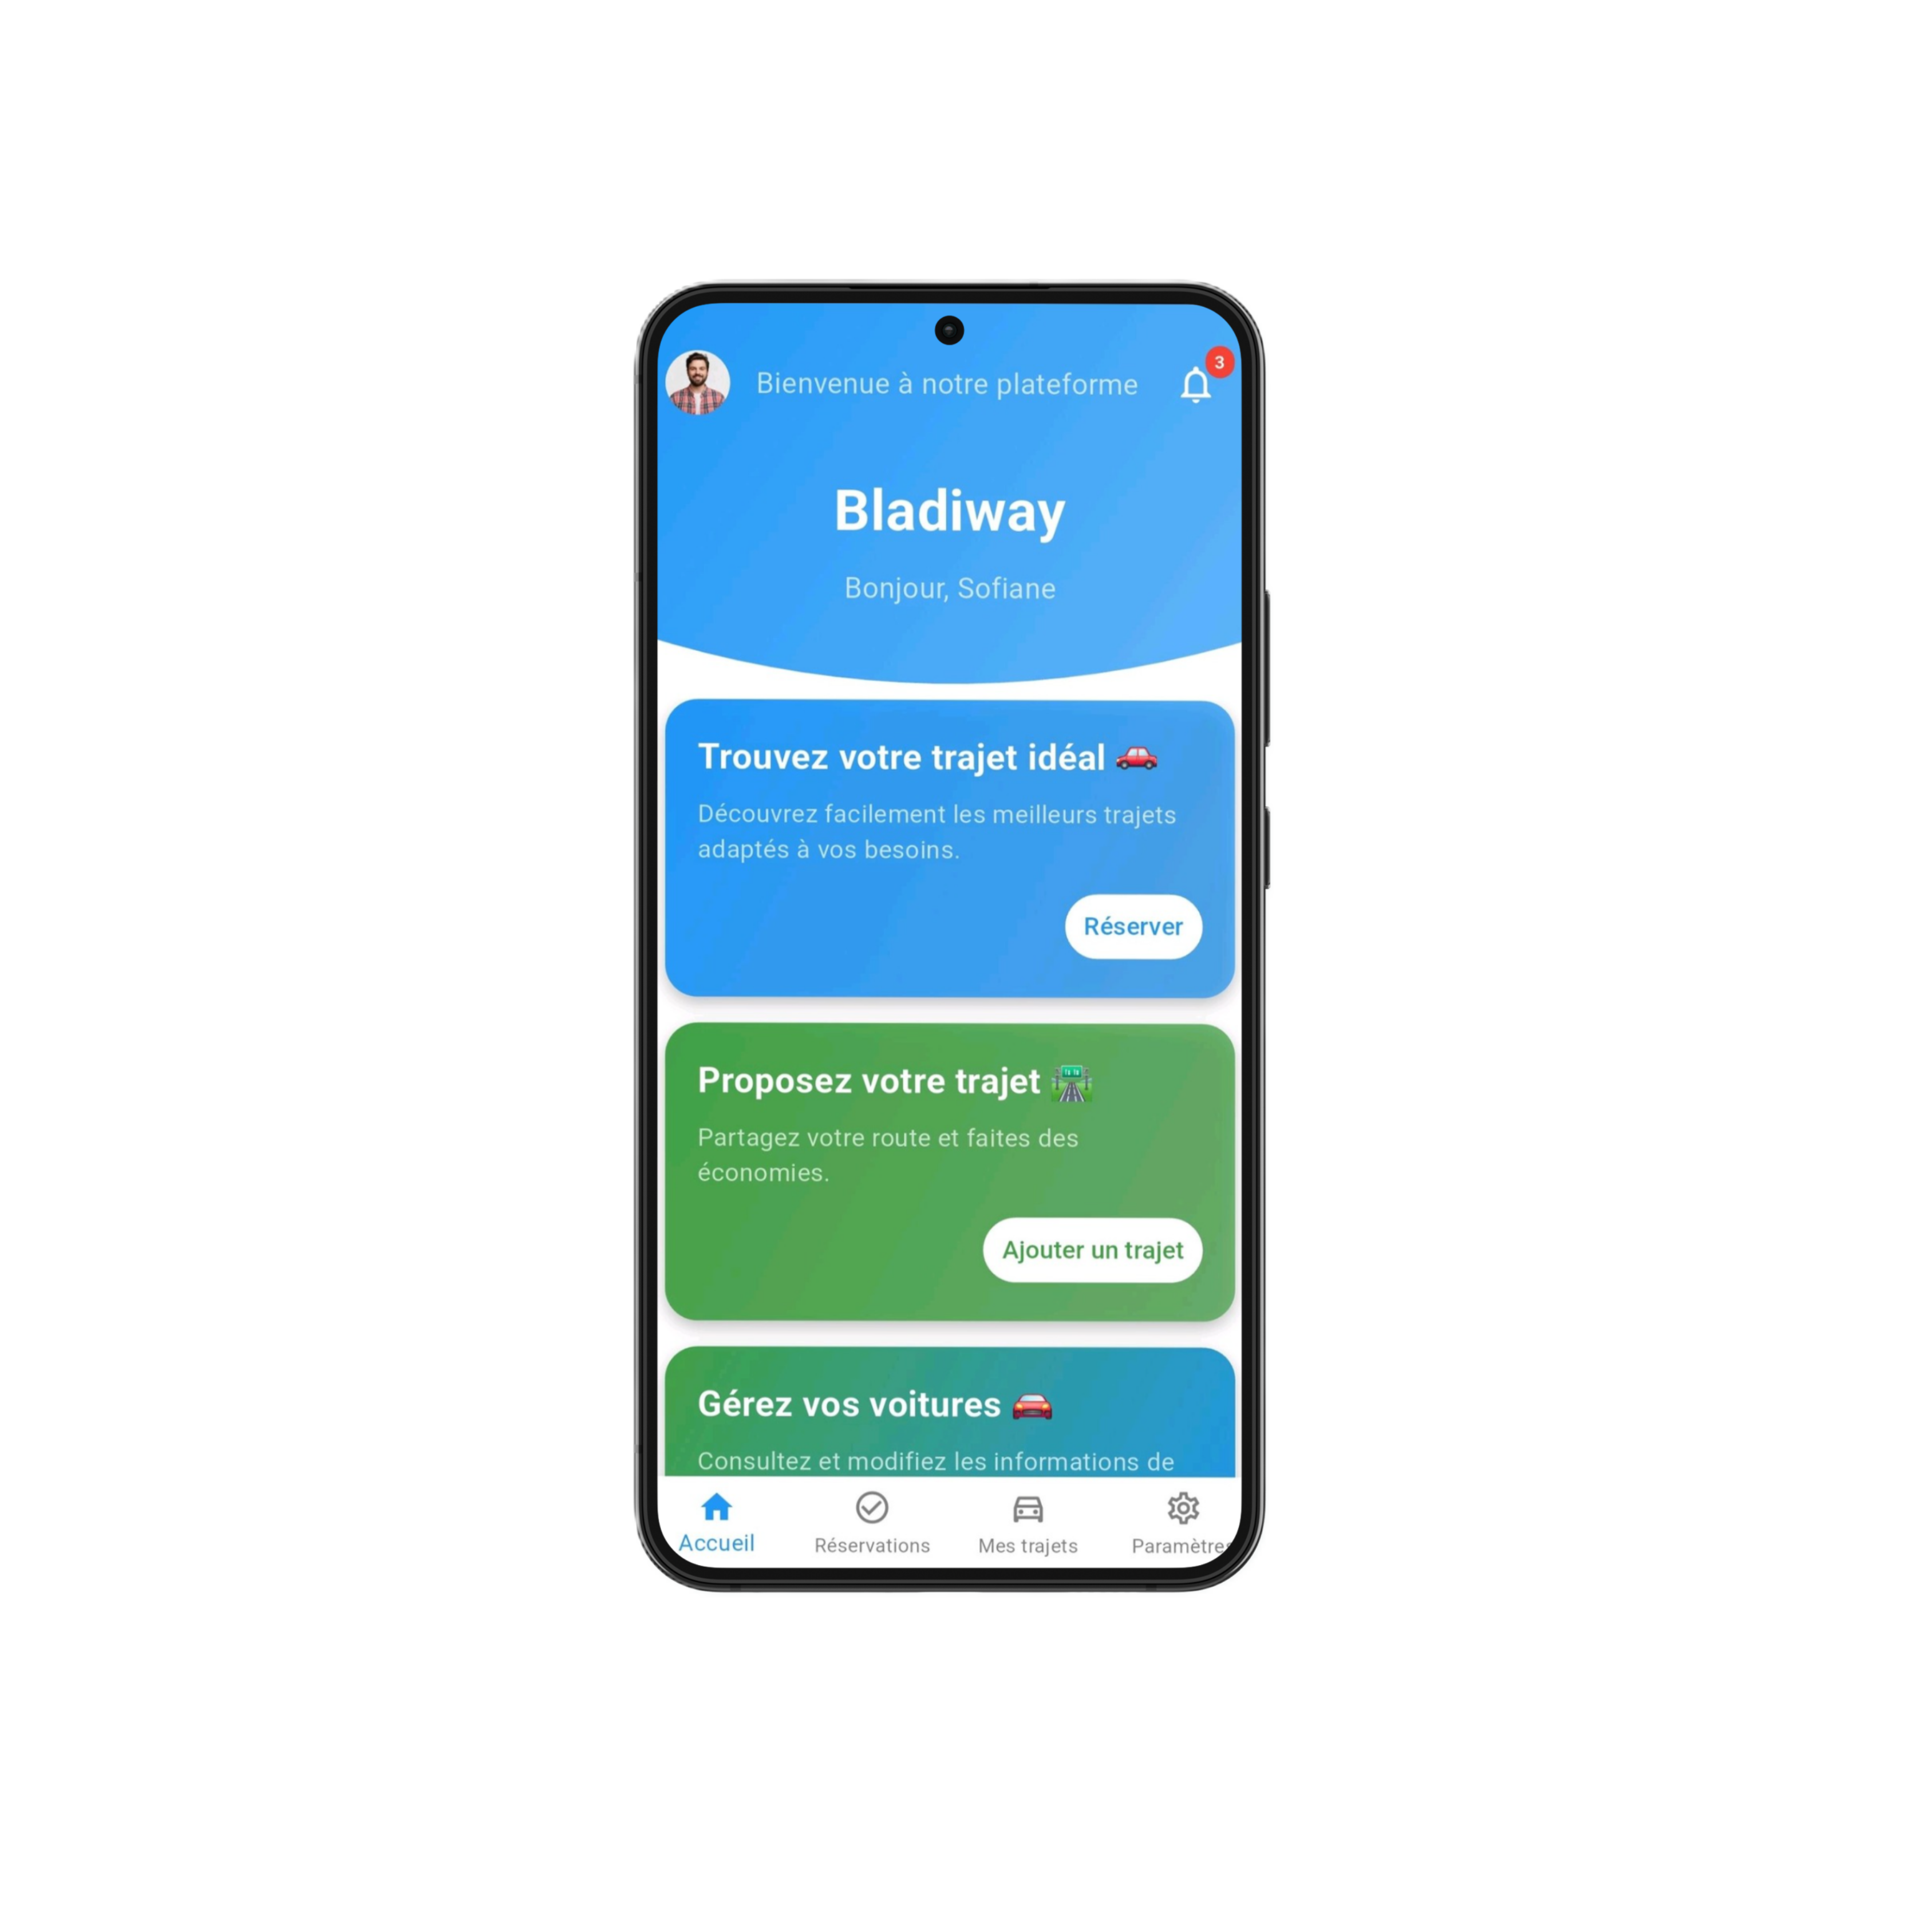 Bienvenue à notre plateforme
3
Bladiway
Bonjour, Sofiane
Trouvez votre trajet idéal
Découvrez facilement les meilleurs trajets
adaptés à vos besoins.
Réserver
Proposez votre trajet
Partagez votre route et faites des
économies.
Ajouter un trajet
Gérez vos voitures
Consultez et modifiez les informations de
Accueil
Réservations
Mes trajets
Paramètres